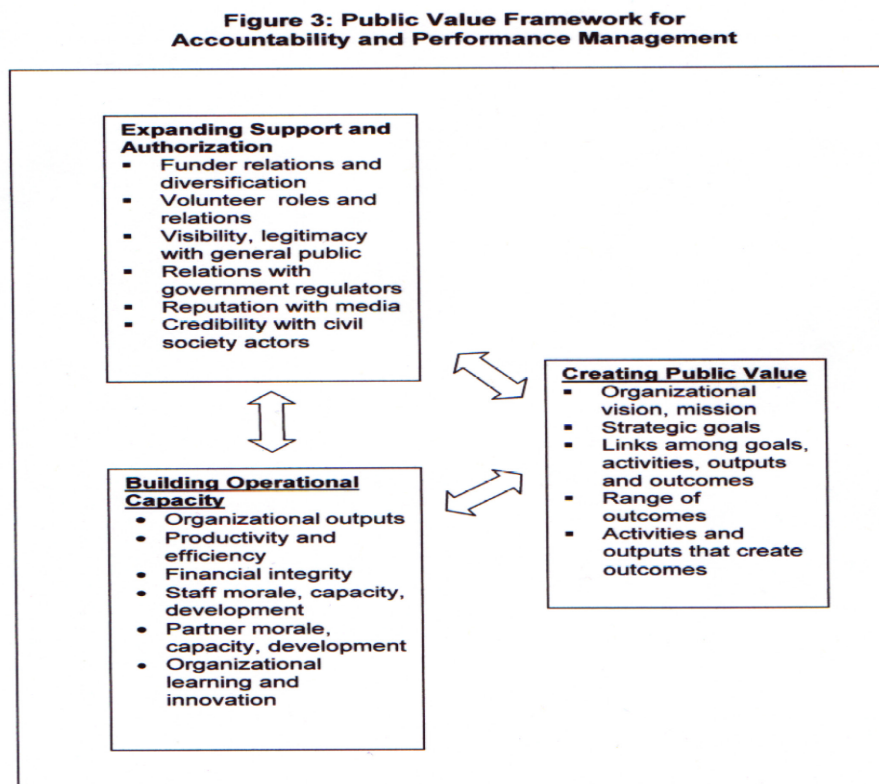 Figure 3: Public Value Framework for
Accountability and Performance Management
Expanding Support and
Authorization
▪ Funder relations and
diversification
▪ Volunteer roles and
relations
▪ Visibility, legitimacy
with general public
▪ Relations with
government regulators
▪ Reputation with media
▪ Credibility with civil
society actors
Creating Public Value
▪ Organizational
vision, mission
▪ Strategic goals
▪ Links among goals,
activities, outputs
and outcomes
▪ Range of
outcomes
▪ Activities and
outputs that create
outcomes
Building Operational
Capacity
• Organizational outputs
• Productivity and
efficiency
• Financial integrity
• Staff morale, capacity,
development
• Partner morale,
capacity, development
• Organizational
learning and
innovation